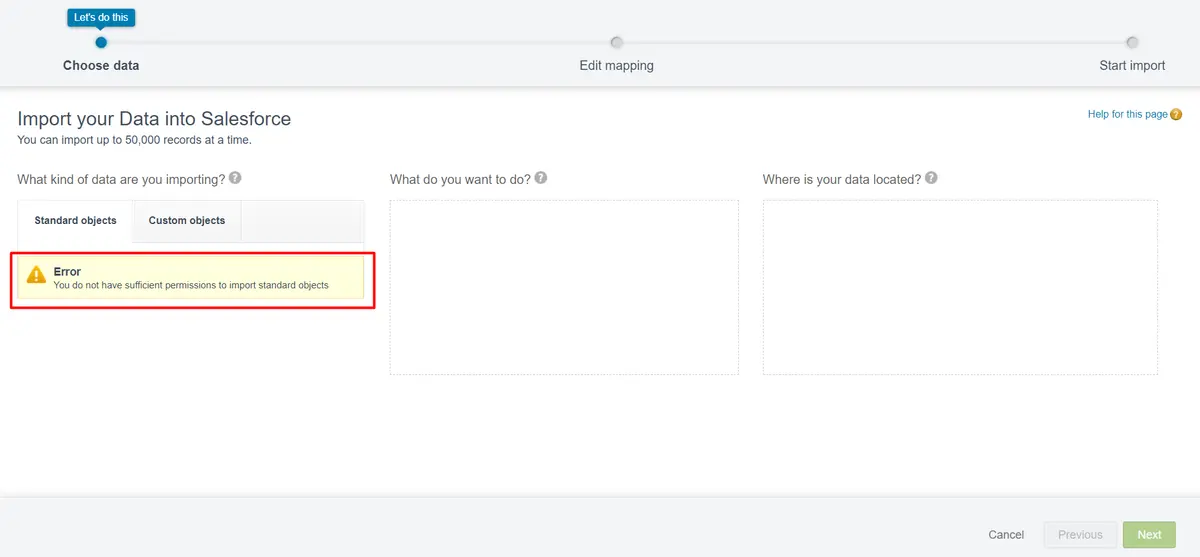 Let's do this
Choose data
Edit mapping
Start import
Import your Data into Salesforce
Help for this page ?
You can import up to 50,000 records at a time.
What kind of data are you importing? ?
What do you want to do? ?
Where is your data located? ?
Standard objects
Custom objects
Error
You do not have sufficient permissions to import standard objects
Cancel
Previous
Next